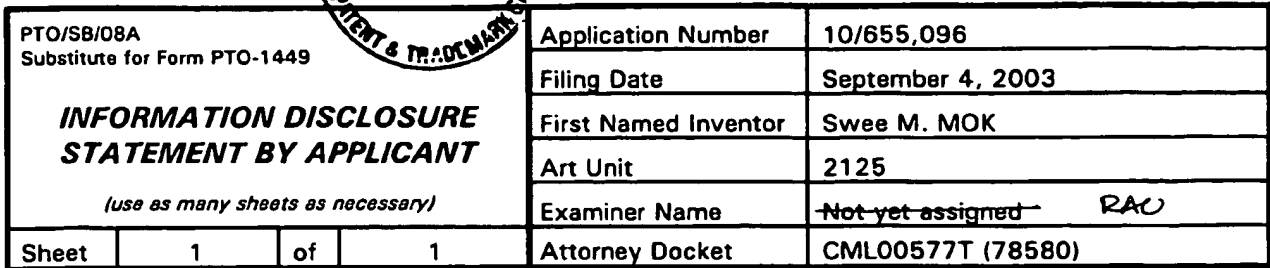 PTO/SB/08A
Substitute for Form PTO-1449
INFORMATION DISCLOSURE
STATEMENT BY APPLICANT
(use as many sheets as necessary)
Sheet 1 of 1
& TRADEMARK
Application Number 10/655,096
Filing Date September 4, 2003
First Named Inventor Swee M. MOK
Art Unit 2125
Examiner Name Not yet assigned RAO
Attorney Docket CML00577T (78580)